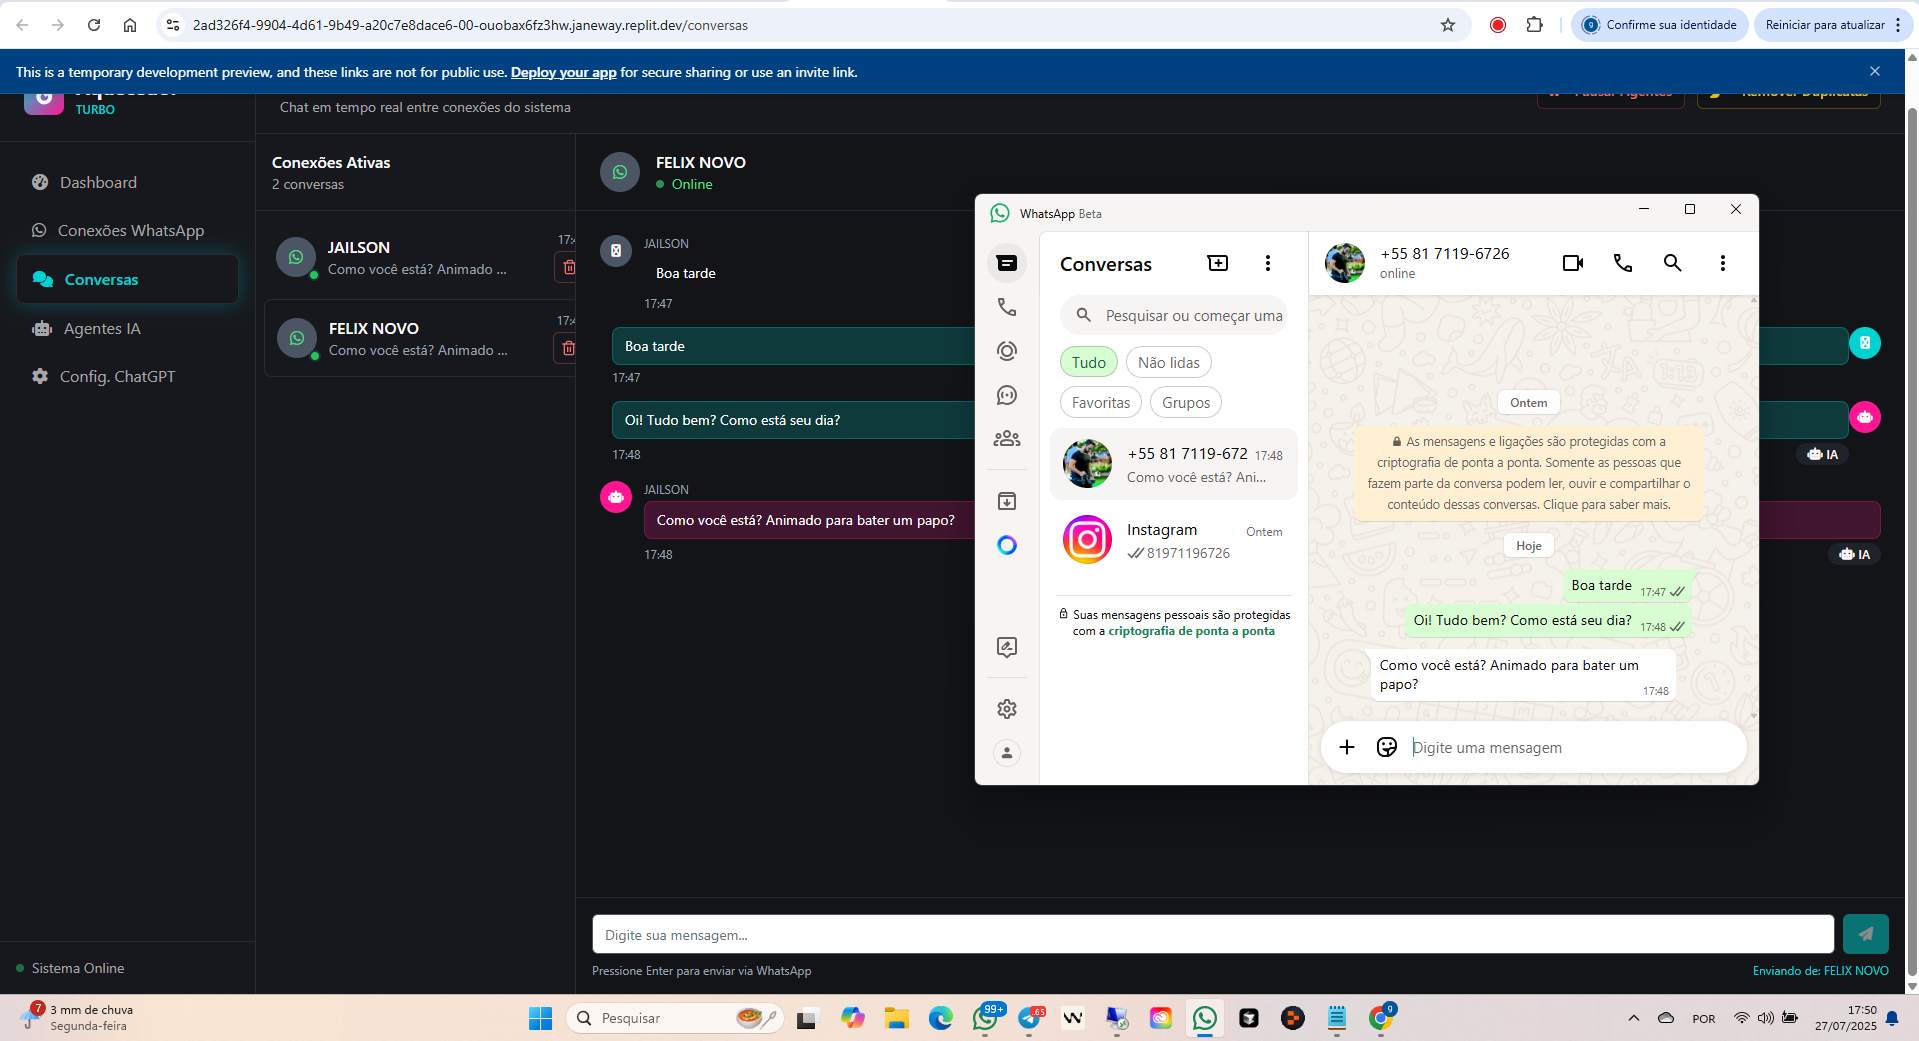 2ad326f4-9904-4d61-9b49-a20c7e8dace6-00-ouobax6fz3hw.janeway.replit.dev/conversas
Confirme sua identidade
Reiniciar para atualizar
This is a temporary development preview, and these links are not for public use. Deploy your app for secure sharing or use an invite link.
TURBO
Chat em tempo real entre conexões do sistema
Pausar Agentes
Remover Duplicatas
Dashboard
Conexões WhatsApp
Conversas
Agentes IA
Config. ChatGPT
Sistema Online
Conexões Ativas
2 conversas
JAILSON
17:4
Como você está? Animado ...
FELIX NOVO
17:4
Como você está? Animado ...
FELIX NOVO
Online
JAILSON
Boa tarde
17:47
Boa tarde
17:47
Oi! Tudo bem? Como está seu dia?
17:48
IA
JAILSON
Como você está? Animado para bater um papo?
17:48
IA
Digite sua mensagem...
Pressione Enter para enviar via WhatsApp
Enviando de: FELIX NOVO
WhatsApp Beta
Conversas
Pesquisar ou começar uma
Tudo
Não lidas
Favoritas
Grupos
+55 81 7119-672
17:48
Como você está? Ani...
Instagram
Ontem
81971196726
Suas mensagens pessoais são protegidas
com a criptografia de ponta a ponta
+55 81 7119-6726
online
Ontem
As mensagens e ligações são protegidas com a
criptografia de ponta a ponta. Somente as pessoas que
fazem parte da conversa podem ler, ouvir e compartilhar o
conteúdo dessas conversas. Clique para saber mais.
Hoje
Boa tarde 17:47
Oi! Tudo bem? Como está seu dia? 17:48
Como você está? Animado para bater um
papo?
17:48
Digite uma mensagem
7
3 mm de chuva
Segunda-feira
Pesquisar
99+
.65
g
POR
17:50
27/07/2025